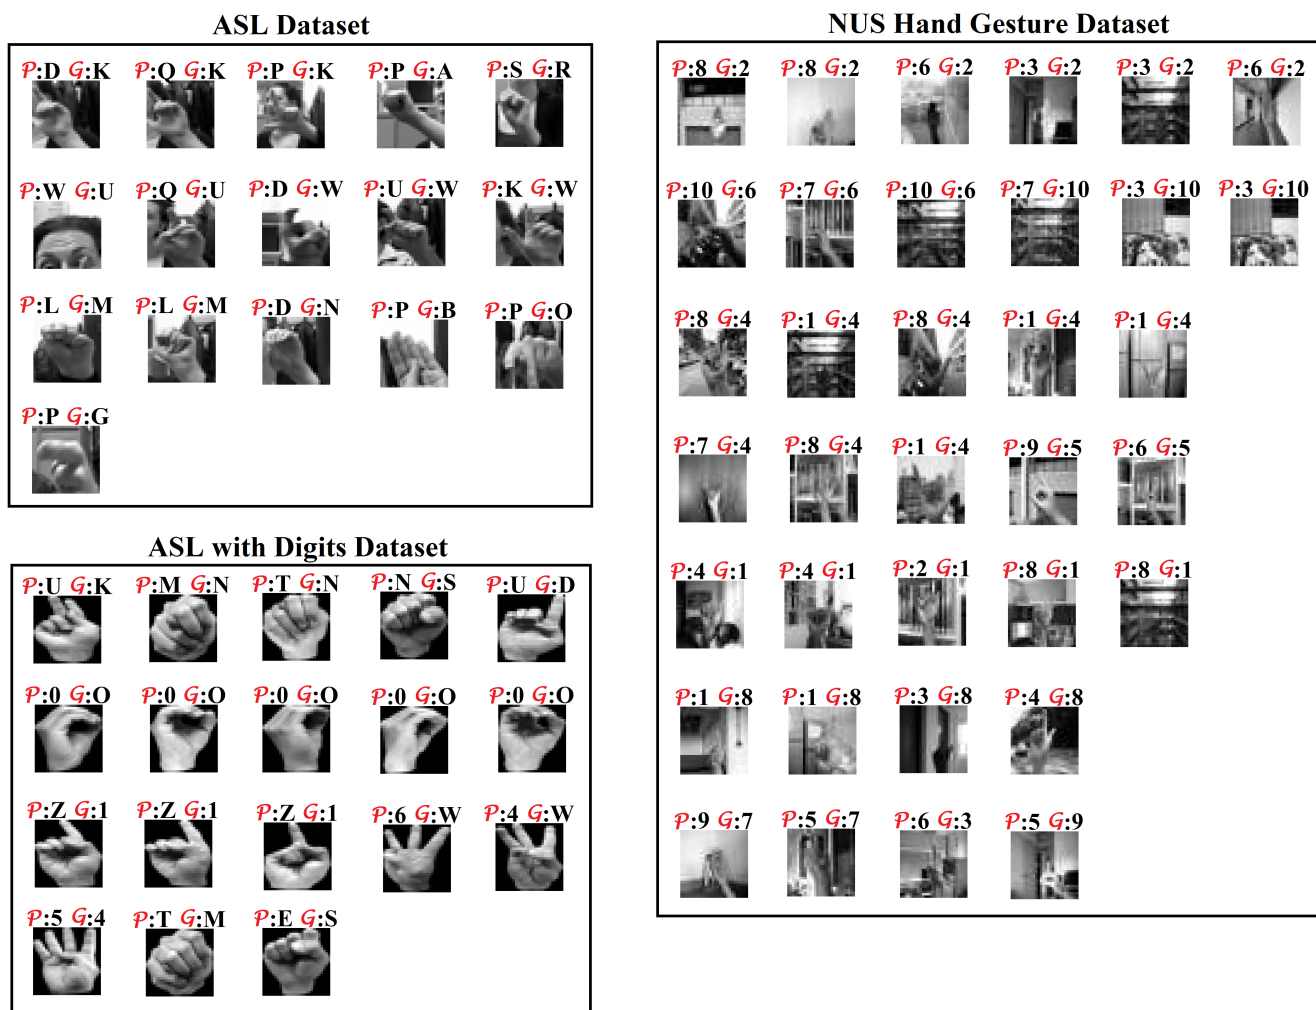 ASL Dataset
P:D G:K P:Q G:K P:P G:K P:P G:A P:S G:R
P:W G:U P:Q G:U P:D G:W P:U G:W P:K G:W
P:L G:M P:L G:M P:D G:N P:P G:B P:P G:O
P:P G:G
ASL with Digits Dataset
P:U G:K P:M G:N P:T G:N P:N G:S P:U G:D
P:0 G:O P:0 G:O P:0 G:O P:0 G:O P:0 G:O
P:Z G:1 P:Z G:1 P:Z G:1 P:6 G:W P:4 G:W
P:5 G:4 P:T G:M P:E G:S
NUS Hand Gesture Dataset
P:8 G:2 P:8 G:2 P:6 G:2 P:3 G:2 P:3 G:2 P:6 G:2
P:10 G:6 P:7 G:6 P:10 G:6 P:7 G:10 P:3 G:10 P:3 G:10
P:8 G:4 P:1 G:4 P:8 G:4 P:1 G:4 P:1 G:4
P:7 G:4 P:8 G:4 P:1 G:4 P:9 G:5 P:6 G:5
P:4 G:1 P:4 G:1 P:2 G:1 P:8 G:1 P:8 G:1
P:1 G:8 P:1 G:8 P:3 G:8 P:4 G:8
P:9 G:7 P:5 G:7 P:6 G:3 P:5 G:9